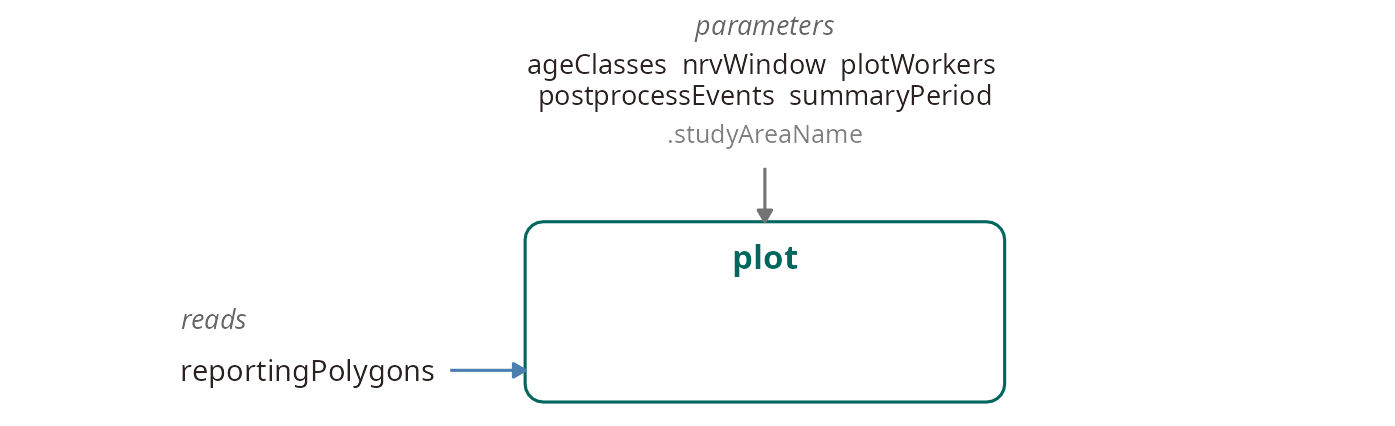 parameters
ageClasses nrvWindow plotWorkers
postprocessEvents summaryPeriod
.studyAreaName
plot
reads
reportingPolygons